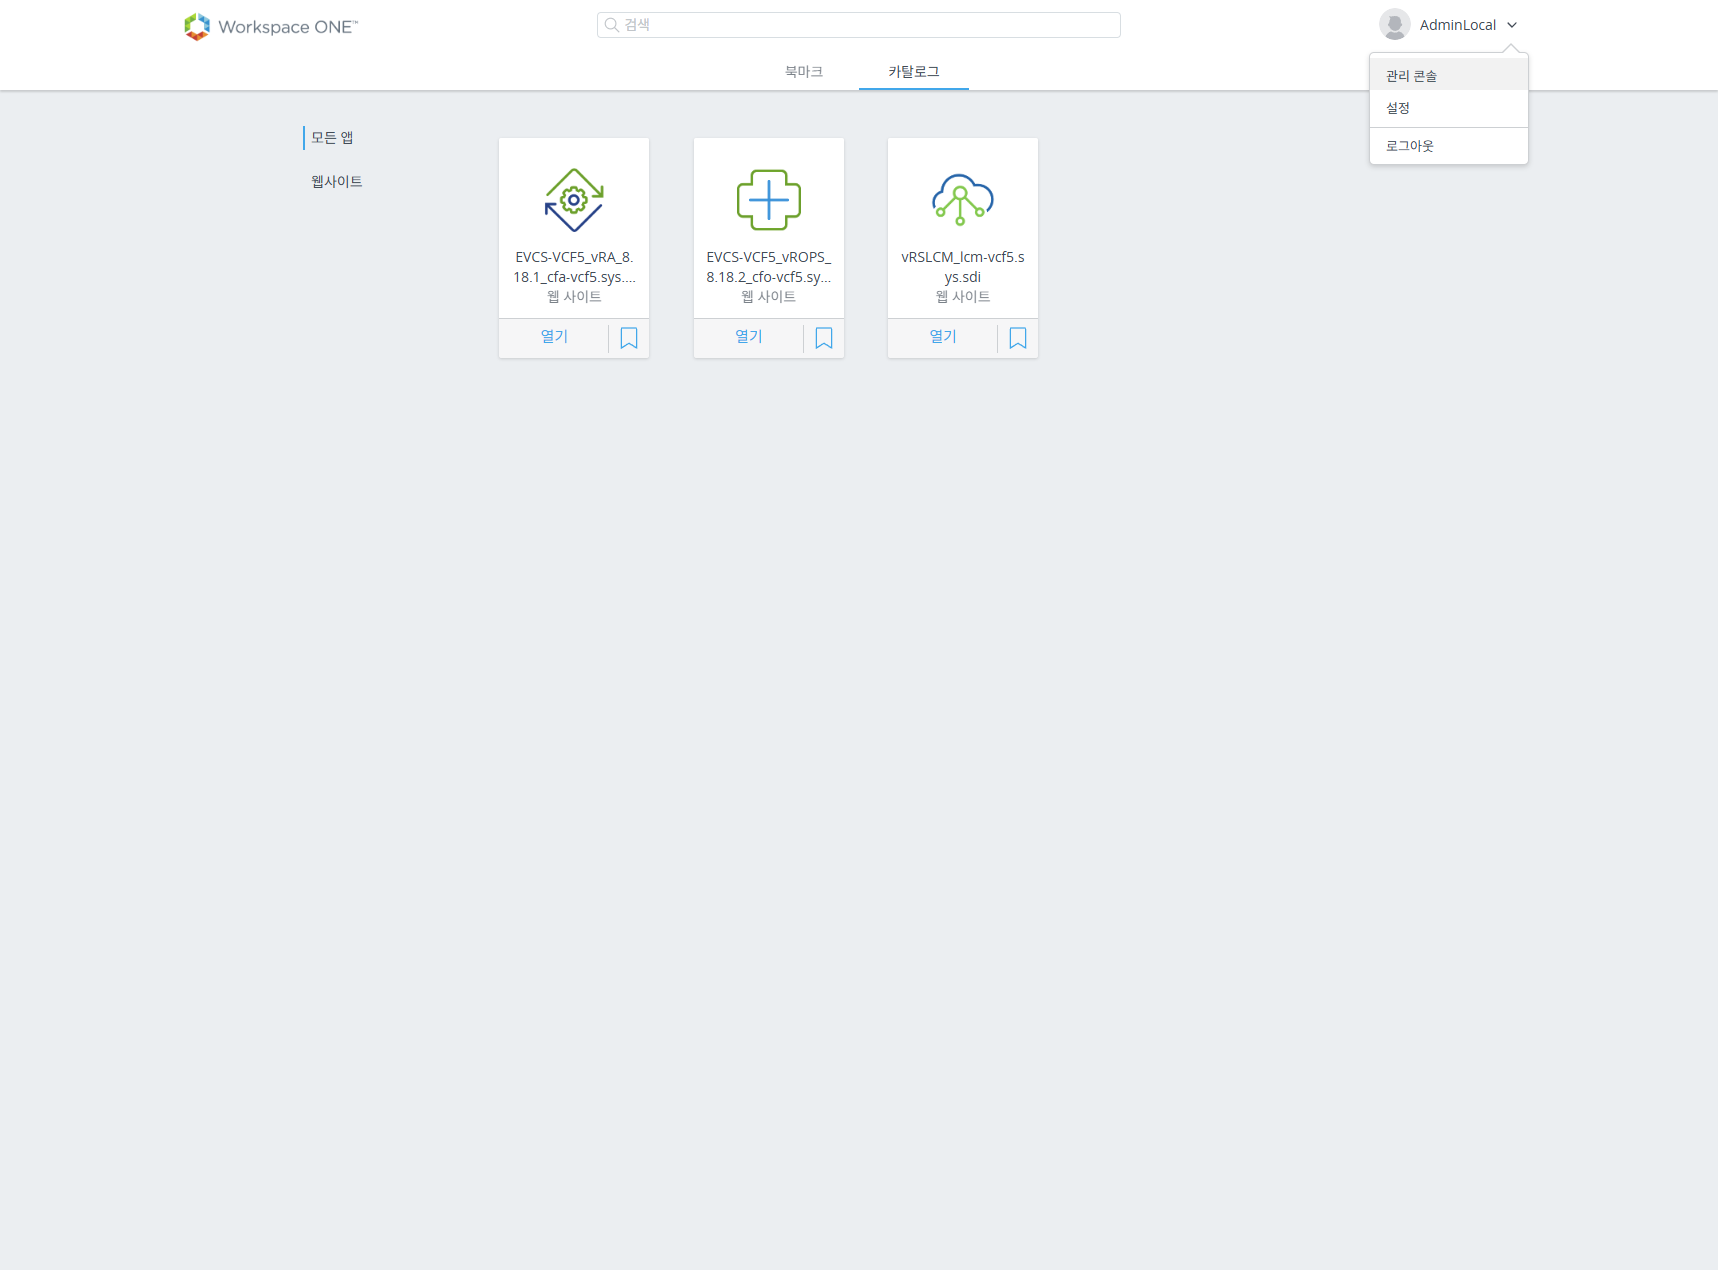 Workspace ONE™
검색
AdminLocal
북마크
카탈로그
관리 콘솔
설정
로그아웃
모든 앱
웹사이트
EVCS-VCF5_vRA_8.
18.1_cfa-vcf5.sys....
웹 사이트
열기
EVCS-VCF5_vROPS_
8.18.2_cfo-vcf5.sy...
웹 사이트
열기
vRSLCM_lcm-vcf5.s
ys.sdi
웹 사이트
열기